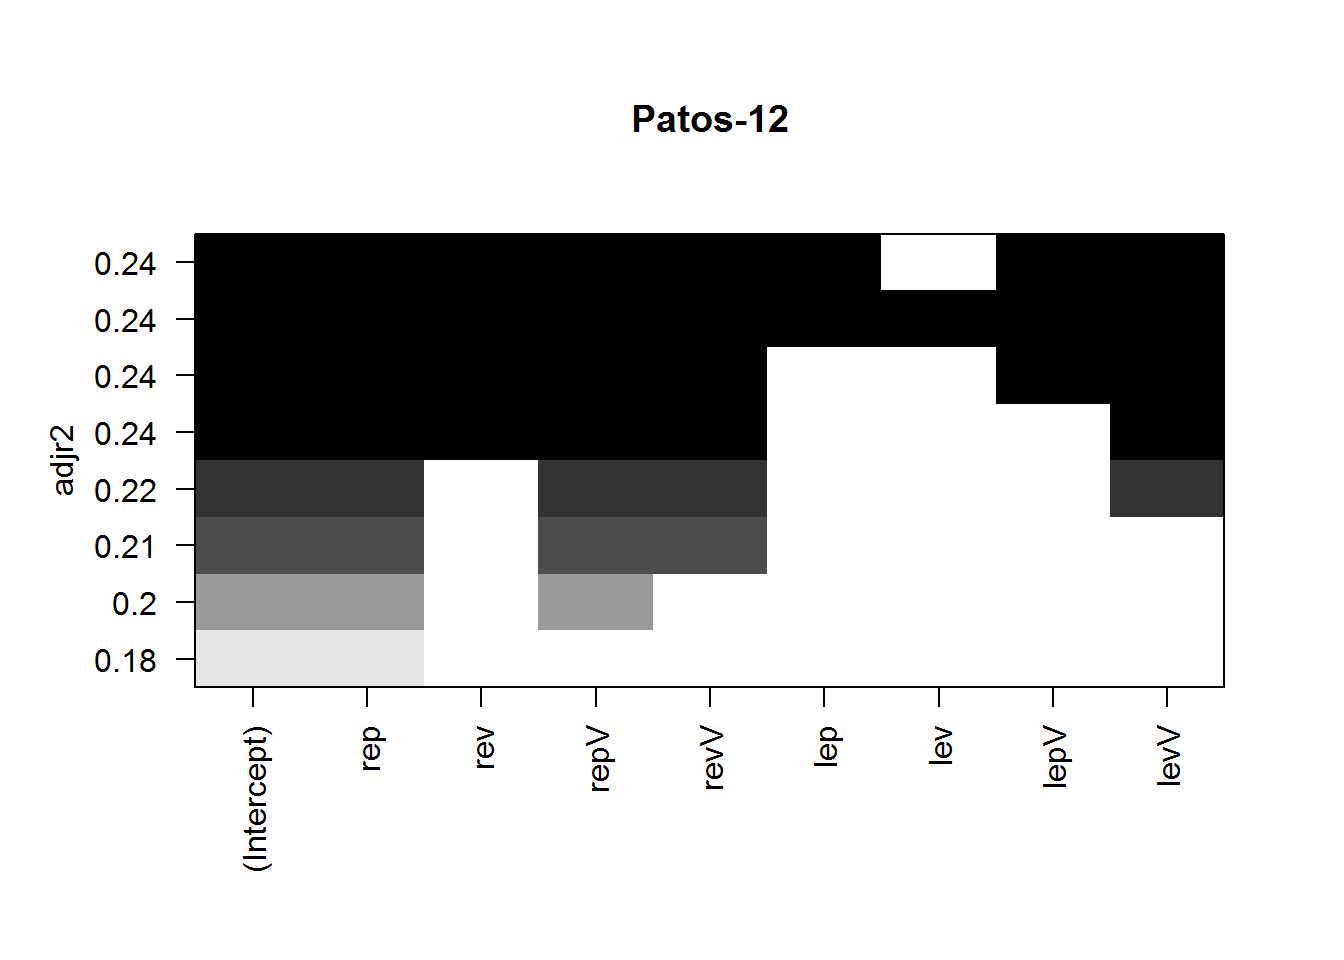 Patos-12
adjr2
0.24
0.24
0.24
0.24
0.22
0.21
0.2
0.18
(Intercept)
rep
rev
repV
revV
lep
lev
lepV
levV